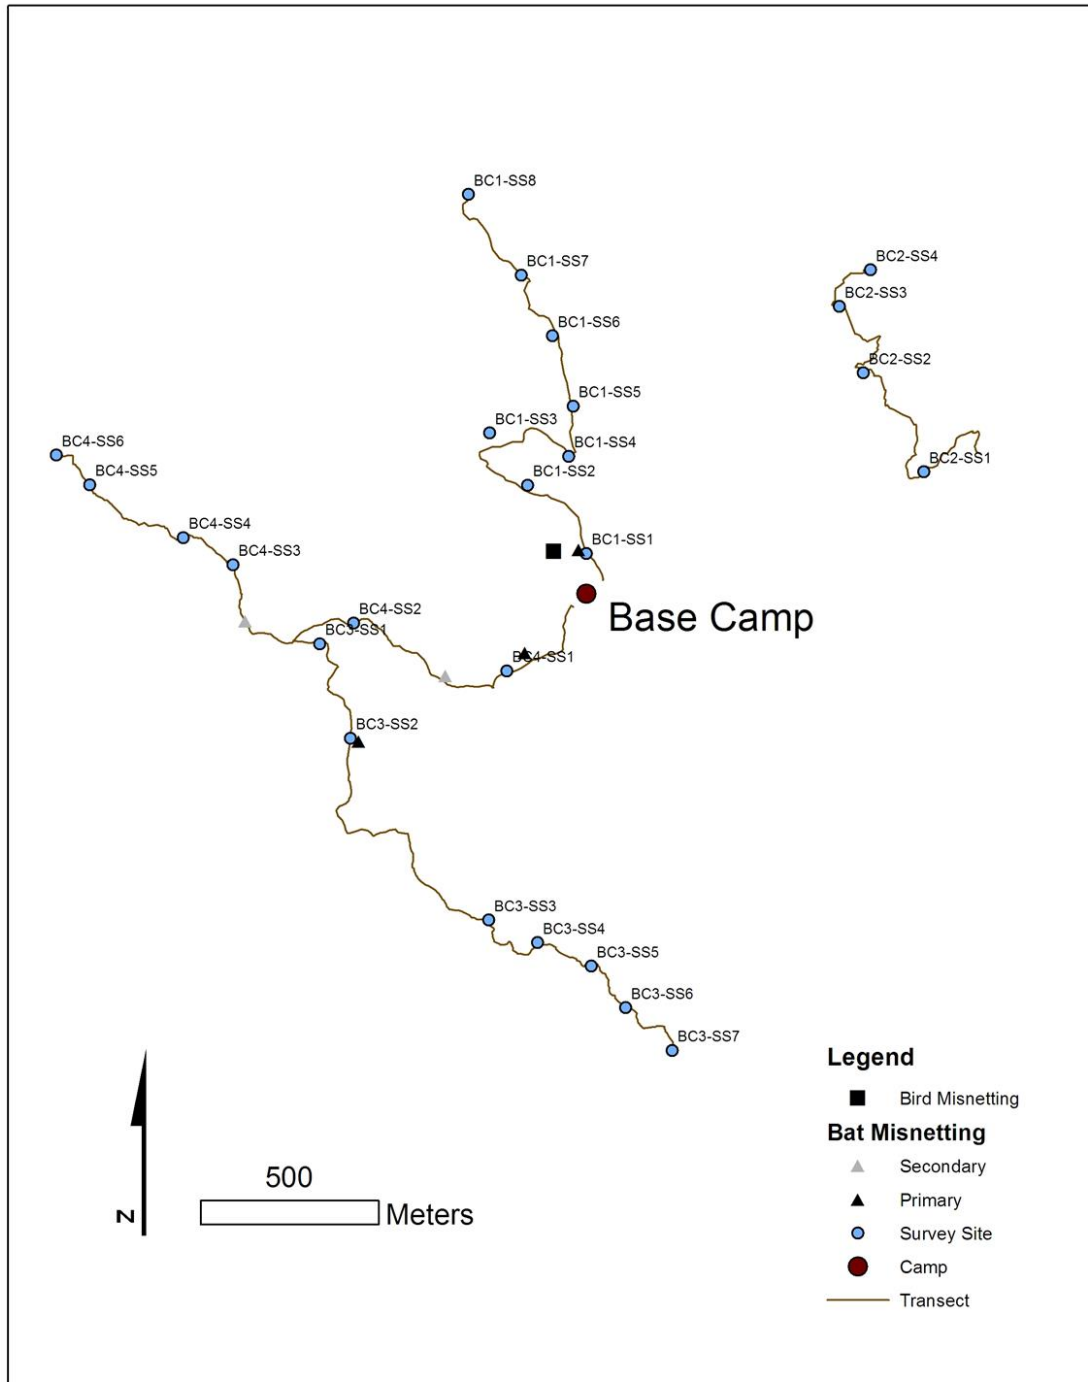 BC1-SS8
BC2-SS4
BC1-SS7
BC2-SS3
BC1-SS6
BC2-SS2
BC1-SS5
BC1-SS3
BC1-SS4
BC4-SS6
BC2-SS1
BC1-SS2
BC4-SS5
BC4-SS4
BC1-SS1
BC4-SS3
Base Camp
BC4-SS2
BC3-SS1
BC4-SS1
BC3-SS2
BC3-SS3
BC3-SS4
BC3-SS5
BC3-SS6
BC3-SS7
Legend
Bird Misnetting
Bat Misnetting
Secondary
Primary
Survey Site
Camp
Transect
500
Meters
N